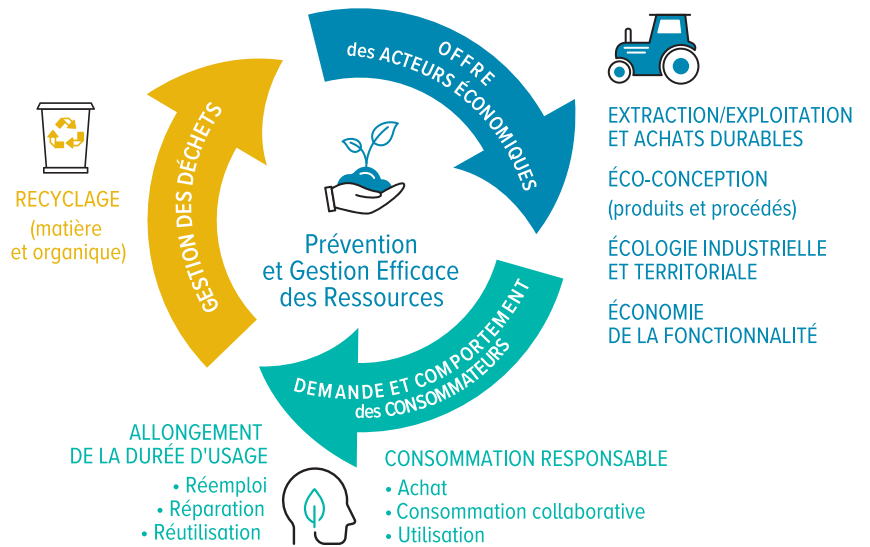 OFFRE
des ACTEURS ÉCONOMIQUES
EXTRACTION/EXPLOITATION
ET ACHATS DURABLES
ÉCO-CONCEPTION
(produits et procédés)
ÉCOLOGIE INDUSTRIELLE
ET TERRITORIALE
ÉCONOMIE
DE LA FONCTIONNALITÉ
DEMANDE ET COMPORTEMENT
des CONSOMMATEURS
CONSOMMATION RESPONSABLE
• Achat
• Consommation collaborative
• Utilisation
ALLONGEMENT
DE LA DURÉE D'USAGE
• Réemploi
• Réparation
• Réutilisation
GESTION DES DÉCHETS
RECYCLAGE
(matière
et organique)
Prévention
et Gestion Efficace
des Ressources